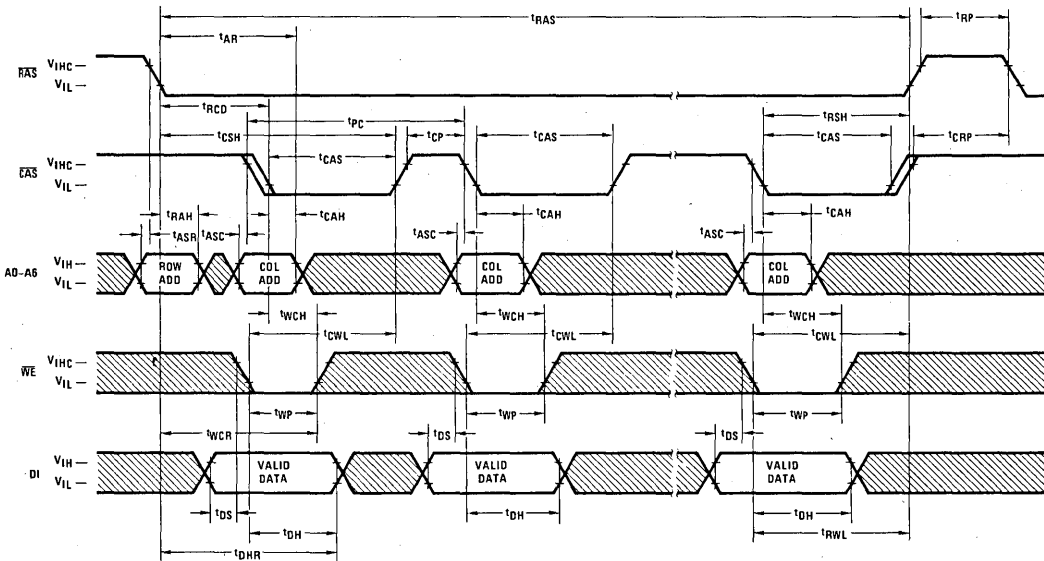 tRAS
tRP
tAR
RAS
VIHC
VIL
tRCD
tPC
tRSH
tCSH
tCP
tCAS
tCAS
tCAS
tCRP
CAS
VIHC
VIL
tRAH
tCAH
tCAH
tCAH
tASR
tASC
tASC
tASC
A0-A6
VIH
VIL
ROW
ADD
COL
ADD
COL
ADD
COL
ADD
tWCH
tWCH
tWCH
tCWL
tCWL
tCWL
WE
VIHC
VIL
tWP
tWP
tWP
tWCR
tDS
tDS
DI
VIH
VIL
VALID
DATA
VALID
DATA
VALID
DATA
tDS
tDH
tDH
tDH
tDHR
tRWL